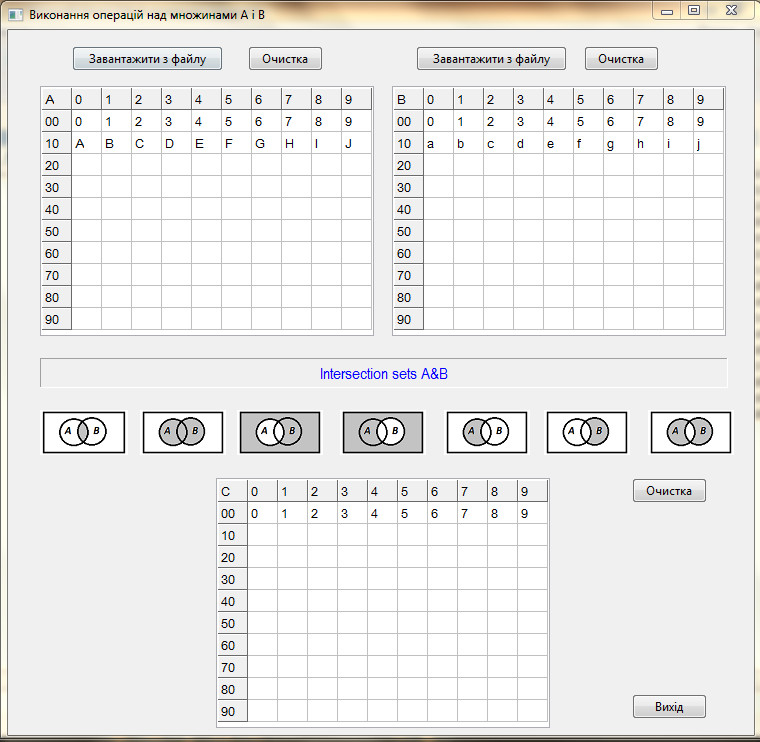 Виконання операцій над множинами A і B
Завантажити з файлу Очистка Завантажити з файлу Очистка
A 0 1 2 3 4 5 6 7 8 9
00 0 1 2 3 4 5 6 7 8 9
10 A B C D E F G H I J
20
30
40
50
60
70
80
90
B 0 1 2 3 4 5 6 7 8 9
00 0 1 2 3 4 5 6 7 8 9
10 a b c d e f g h i j
20
30
40
50
60
70
80
90
Intersection sets A&B
A B A B A B A B A B A B A B
C 0 1 2 3 4 5 6 7 8 9
00 0 1 2 3 4 5 6 7 8 9
10
20
30
40
50
60
70
80
90
Очистка
Вихід